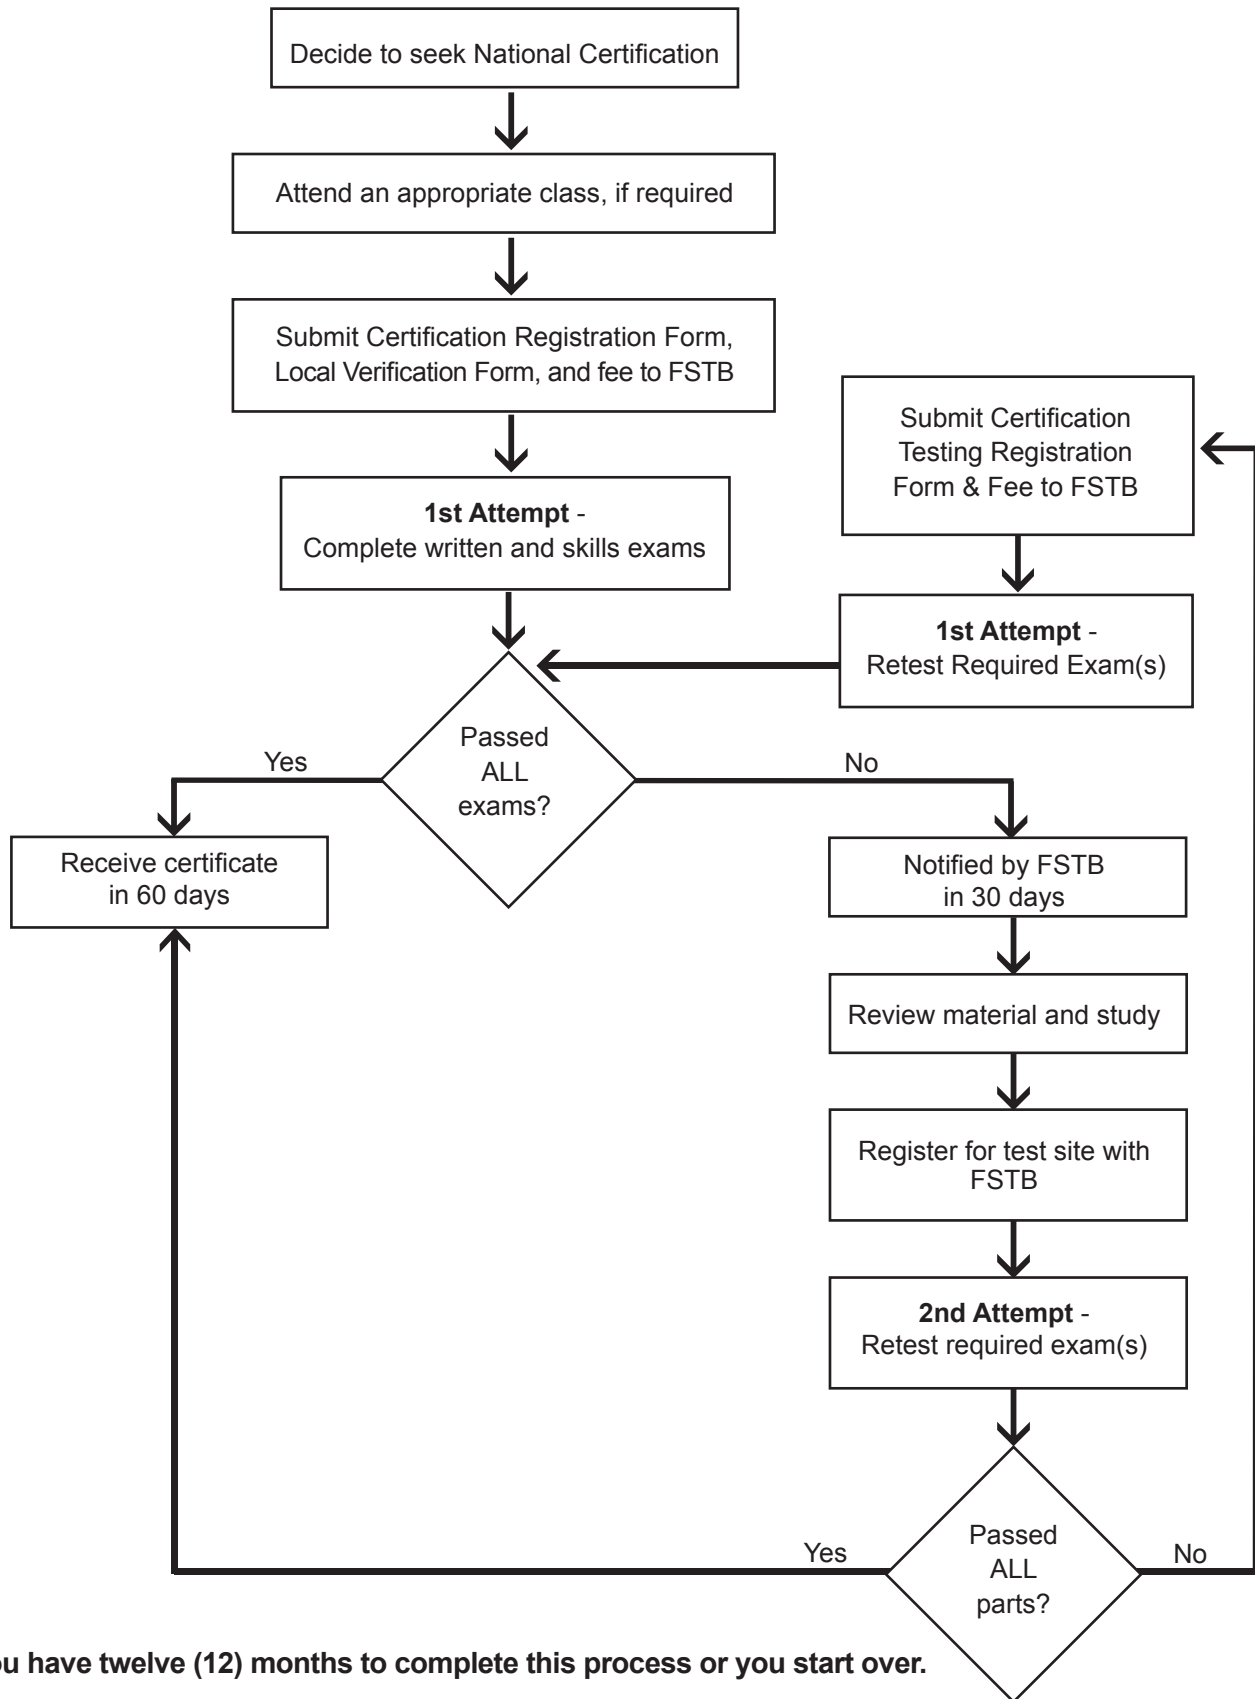 Decide to seek National Certification
Attend an appropriate class, if required
Submit Certification Registration Form,
Local Verification Form, and fee to FSTB
Submit Certification
Testing Registration
Form & Fee to FSTB
1st Attempt -
Complete written and skills exams
1st Attempt -
Retest Required Exam(s)
Passed
ALL
exams?
Yes
No
Receive certificate
in 60 days
Notified by FSTB
in 30 days
Review material and study
Register for test site with
FSTB
2nd Attempt -
Retest required exam(s)
Passed
ALL
parts?
Yes
No
ou have twelve (12) months to complete this process or you start over.